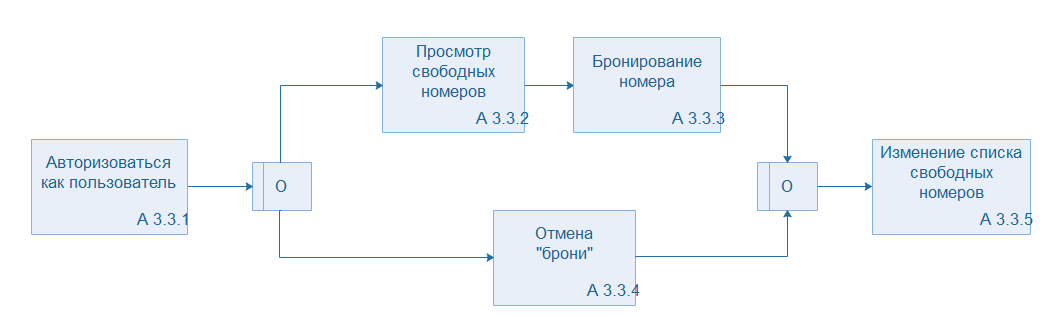 Просмотр
свободных
номеров
А 3.3.2
Бронирование
номера
А 3.3.3
Авторизоваться
как пользователь
А 3.3.1
О
О
Изменение списка
свободных
номеров
А 3.3.5
Отмена
"брони"
А 3.3.4